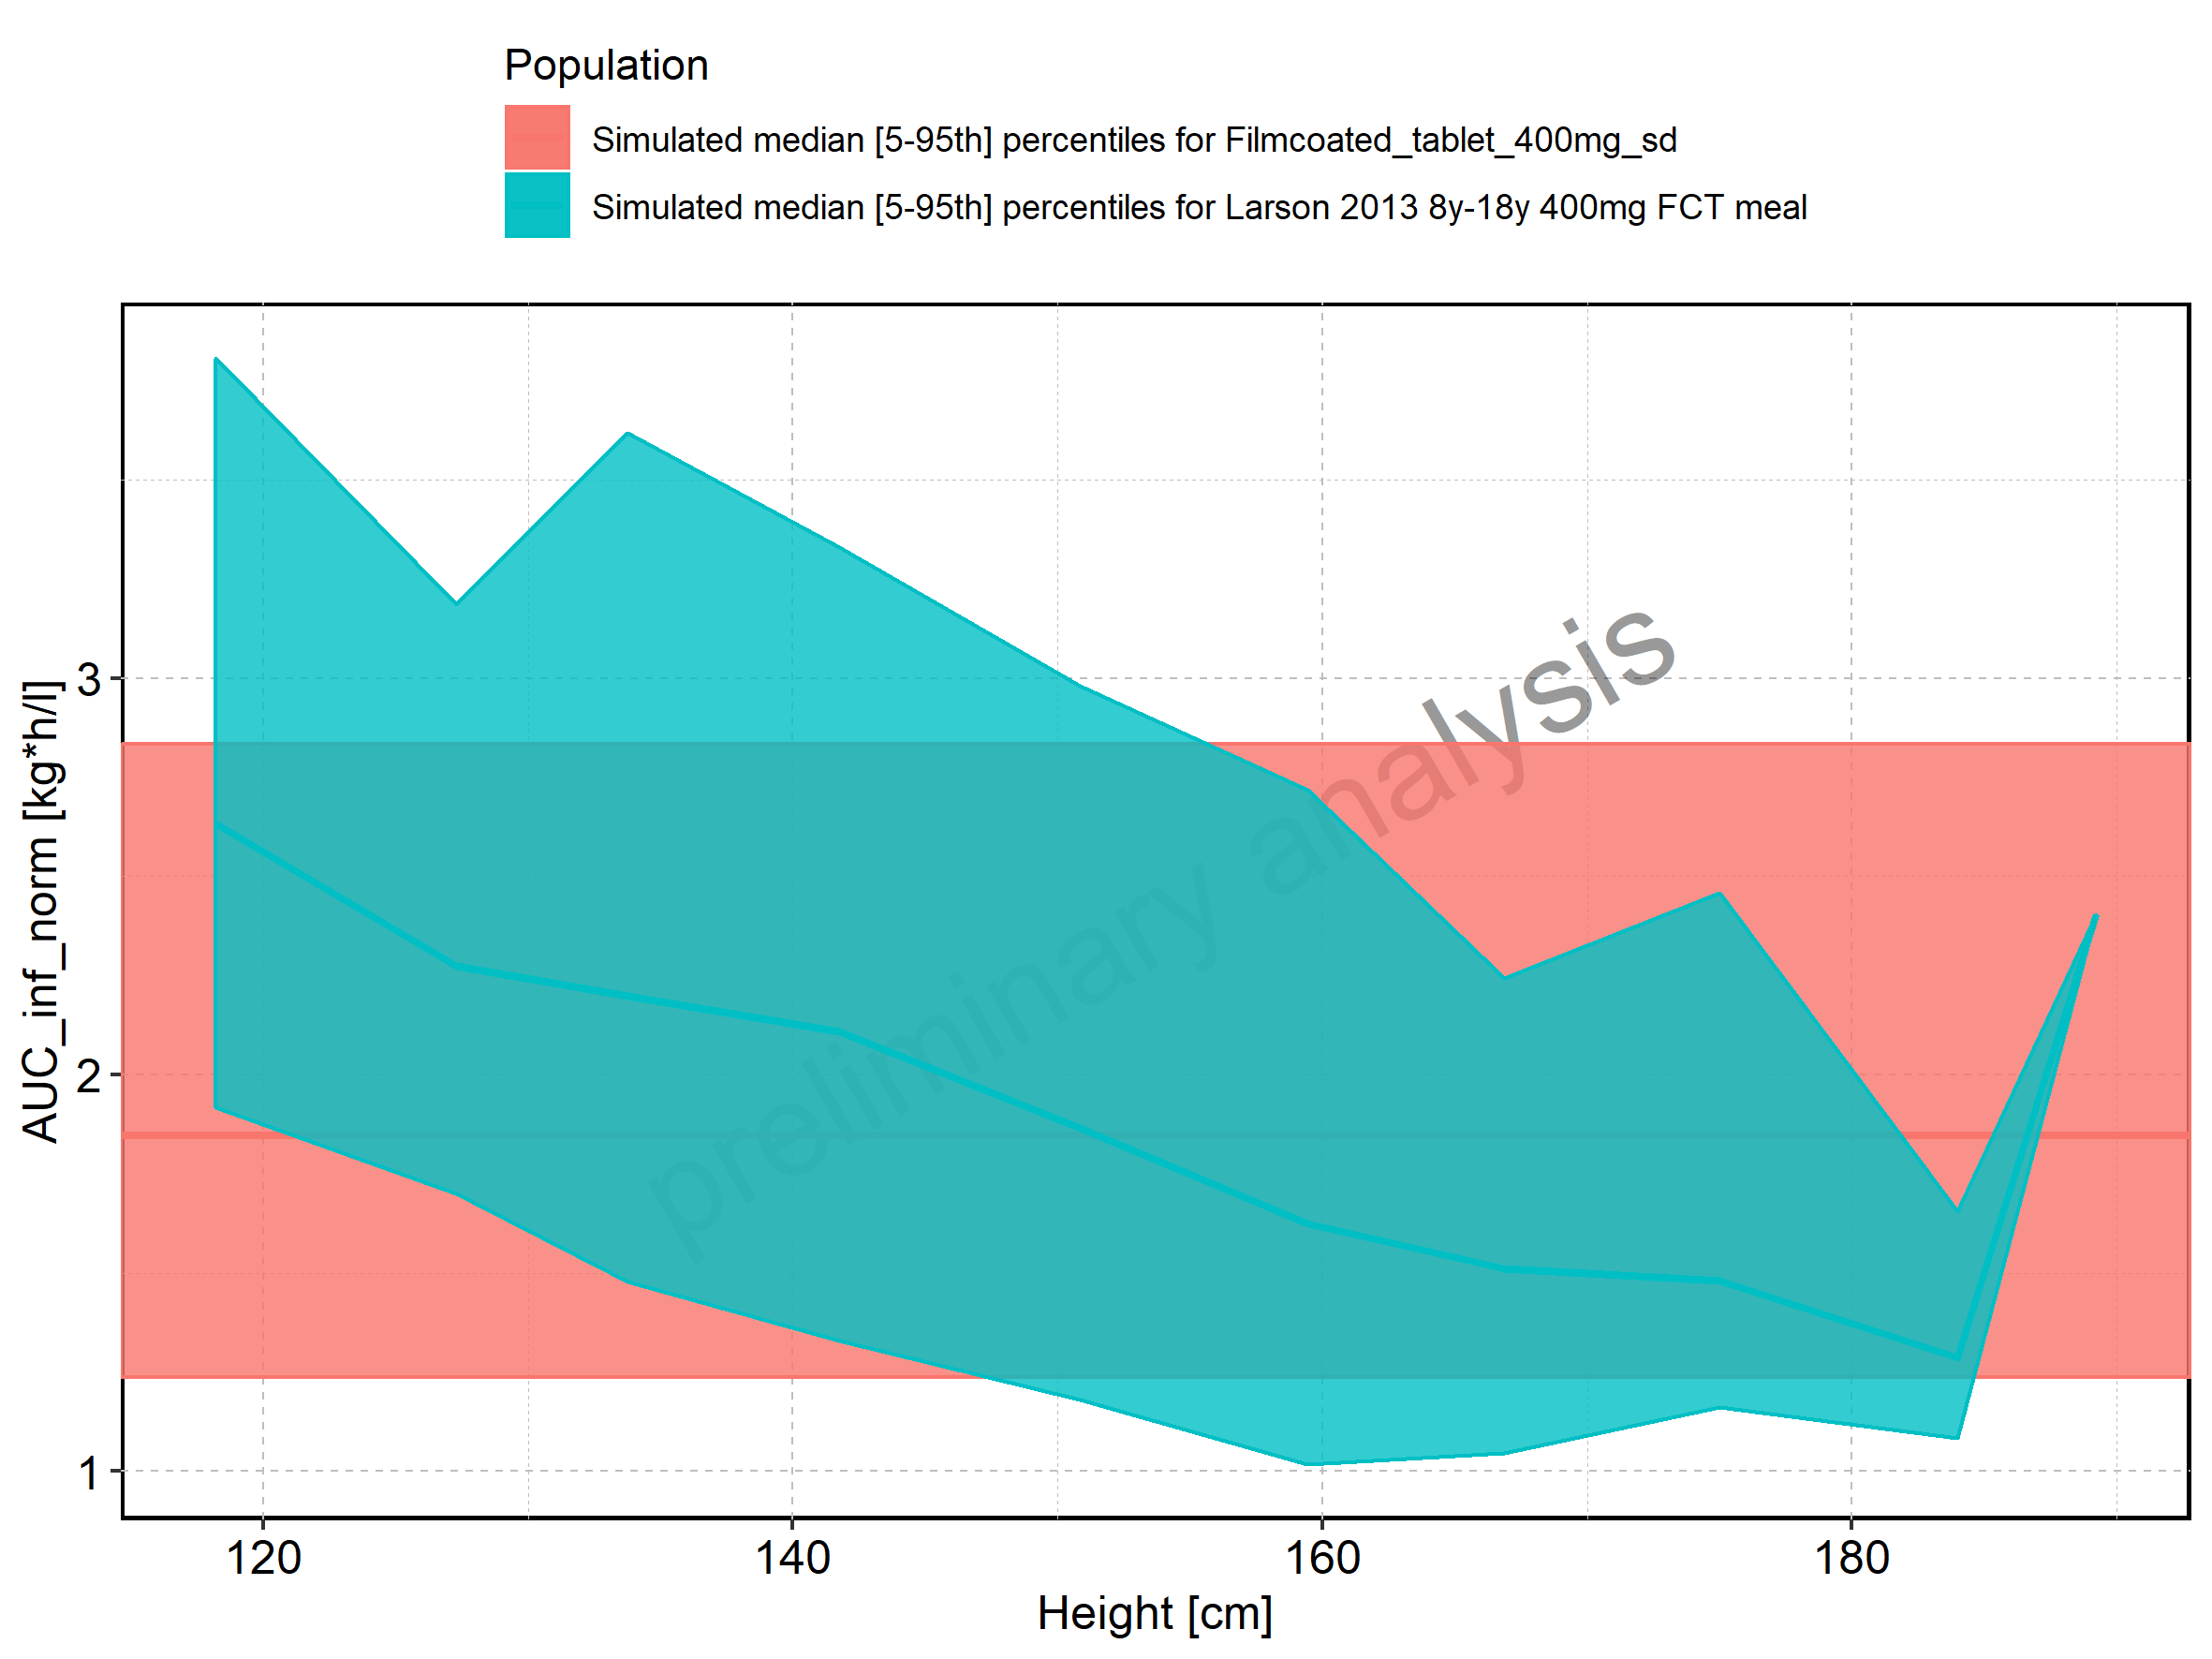 Population
Simulated median [5-95th] percentiles for Filmcoated_tablet_400mg_sd
Simulated median [5-95th] percentiles for Larson 2013 8y-18y 400mg FCT meal
AUC_inf_norm [kg*h/l]
3
2
1
preliminary analysis
120 140 160 180
Height [cm]